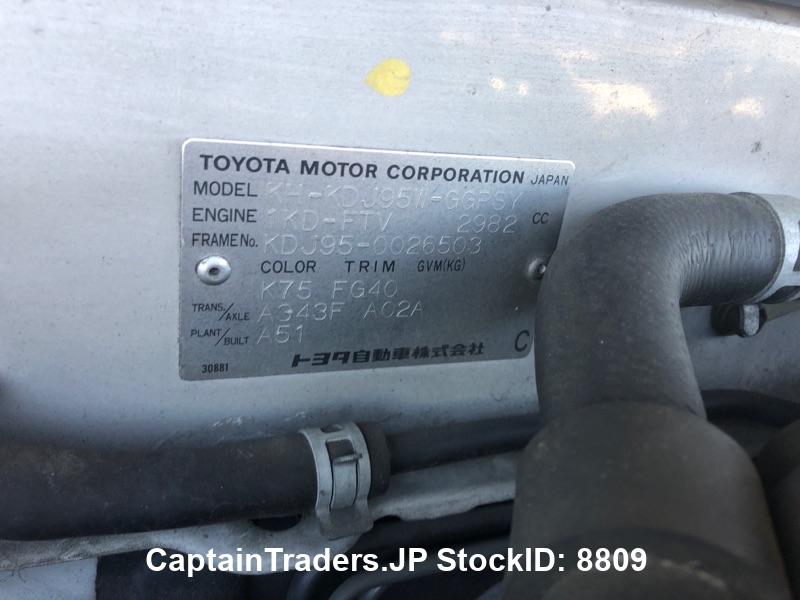 TOYOTA MOTOR CORPORATION JAPAN
MODEL KH-KDJ95W-GGPSY
ENGINE 1KD-FTV 2982 CC
FRAME No. KDJ95-0026503
COLOR TRIM GVM(KG)
K75 FG40
TRANS/AXLE A343F A02A
PLANT/BUILT A51
30881 トヨタ自動車株式会社 C
CaptainTraders.JP StockID: 8809